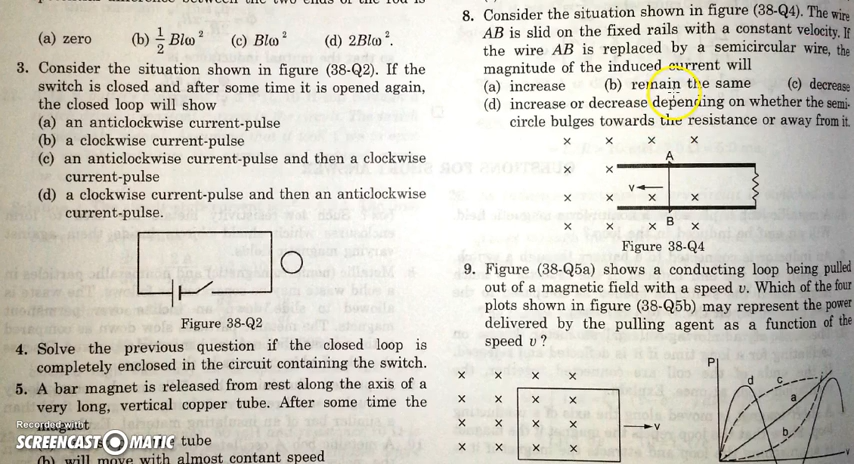 (a) zero (b) 1/2 Blω² (c) Blω² (d) 2Blω².
3. Consider the situation shown in figure (38-Q2). If the
switch is closed and after some time it is opened again,
the closed loop will show
(a) an anticlockwise current-pulse
(b) a clockwise current-pulse
(c) an anticlockwise current-pulse and then a clockwise
current-pulse
(d) a clockwise current-pulse and then an anticlockwise
current-pulse.
Figure 38-Q2
4. Solve the previous question if the closed loop is
completely enclosed in the circuit containing the switch.
5. A bar magnet is released from rest along the axis of a
very long, vertical copper tube. After some time the
Recorded with
SCREENCAST-O-MATIC
tube
(b) will move with almost contant speed
8. Consider the situation shown in figure (38-Q4). The wire
AB is slid on the fixed rails with a constant velocity. If
the wire AB is replaced by a semicircular wire, the
magnitude of the induced current will
(a) increase (b) remain the same (c) decrease
(d) increase or decrease depending on whether the semi-
circle bulges towards the resistance or away from it.
× × × ×
A
× ×
v
× × × ×
B
× × × ×
Figure 38-Q4
9. Figure (38-Q5a) shows a conducting loop being pulled
out of a magnetic field with a speed v. Which of the four
plots shown in figure (38-Q5b) may represent the power
delivered by the pulling agent as a function of the
speed v ?
× × × ×
× × × ×
× × × ×
× × × ×
v
P
d
c
a
b
v